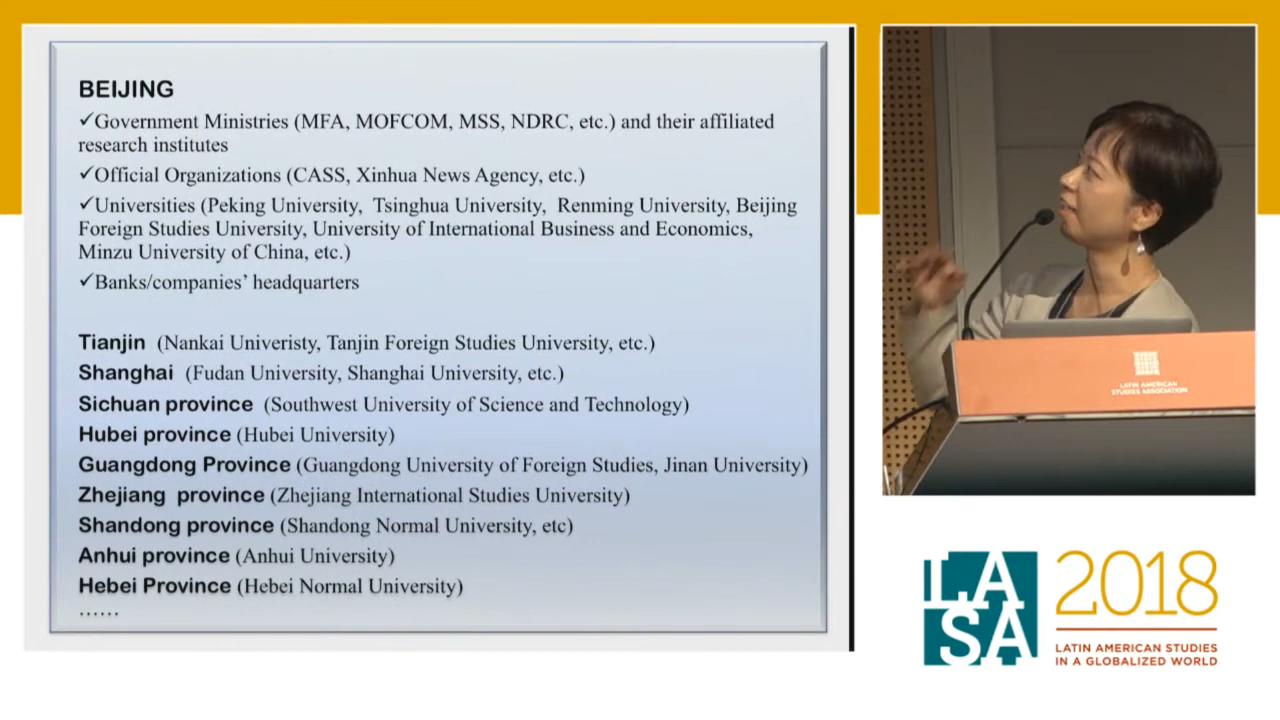 BEIJING
✓Government Ministries (MFA, MOFCOM, MSS, NDRC, etc.) and their affiliated
research institutes
✓Official Organizations (CASS, Xinhua News Agency, etc.)
✓Universities (Peking University, Tsinghua University, Renming University, Beijing
Foreign Studies University, University of International Business and Economics,
Minzu University of China, etc.)
✓Banks/companies' headquarters
Tianjin (Nankai Univeristy, Tanjin Foreign Studies University, etc.)
Shanghai (Fudan University, Shanghai University, etc.)
Sichuan province (Southwest University of Science and Technology)
Hubei province (Hubei University)
Guangdong Province (Guangdong University of Foreign Studies, Jinan University)
Zhejiang province (Zhejiang International Studies University)
Shandong province (Shandong Normal University, etc)
Anhui province (Anhui University)
Hebei Province (Hebei Normal University)
......
LATIN AMERICAN
STUDIES ASSOCIATION
LASA 2018
LATIN AMERICAN STUDIES
IN A GLOBALIZED WORLD